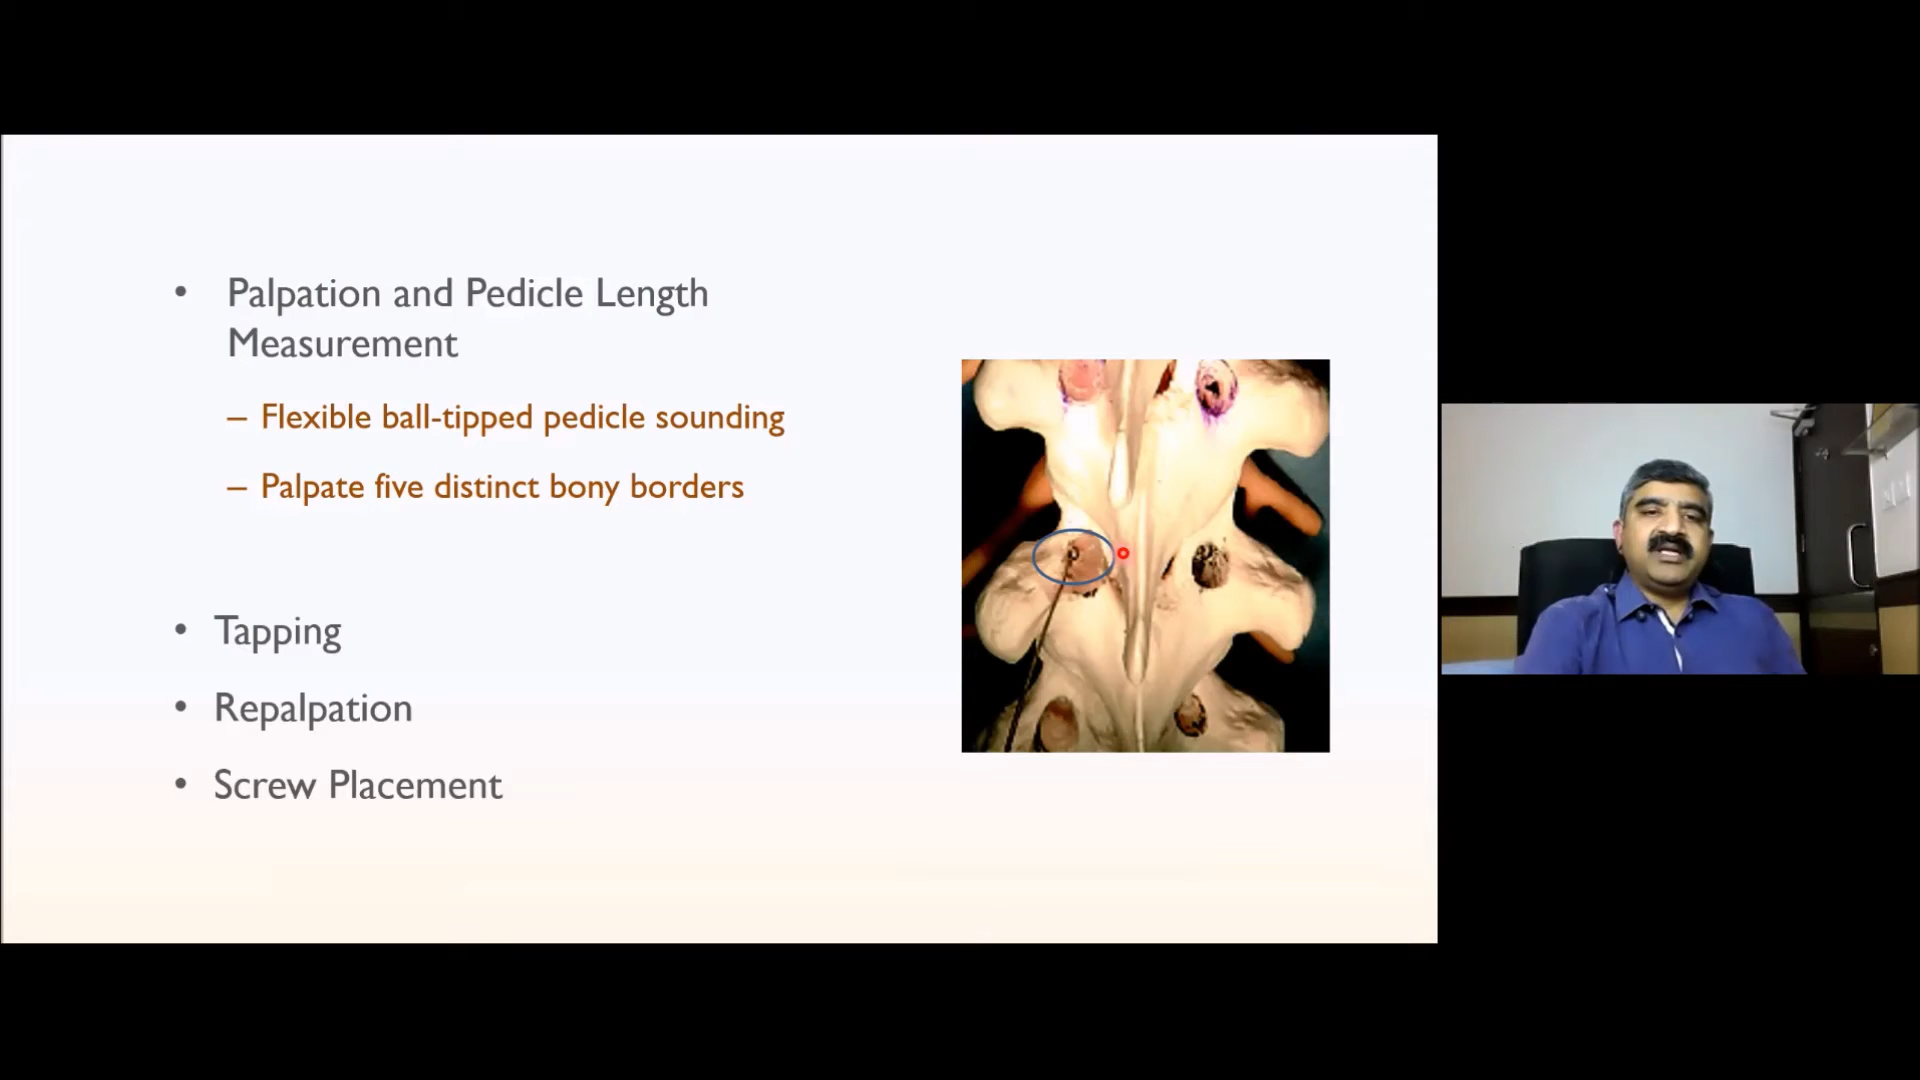 • Palpation and Pedicle Length
Measurement
– Flexible ball-tipped pedicle sounding
– Palpate five distinct bony borders
• Tapping
• Repalpation
• Screw Placement